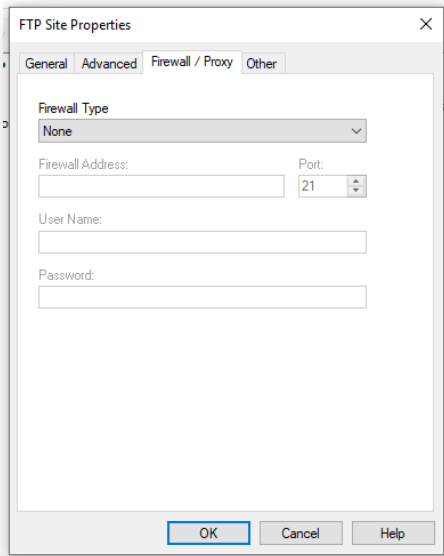 FTP Site Properties
General Advanced Firewall / Proxy Other
Firewall Type
None
Firewall Address: Port:
21
User Name:
Password:
OK Cancel Help